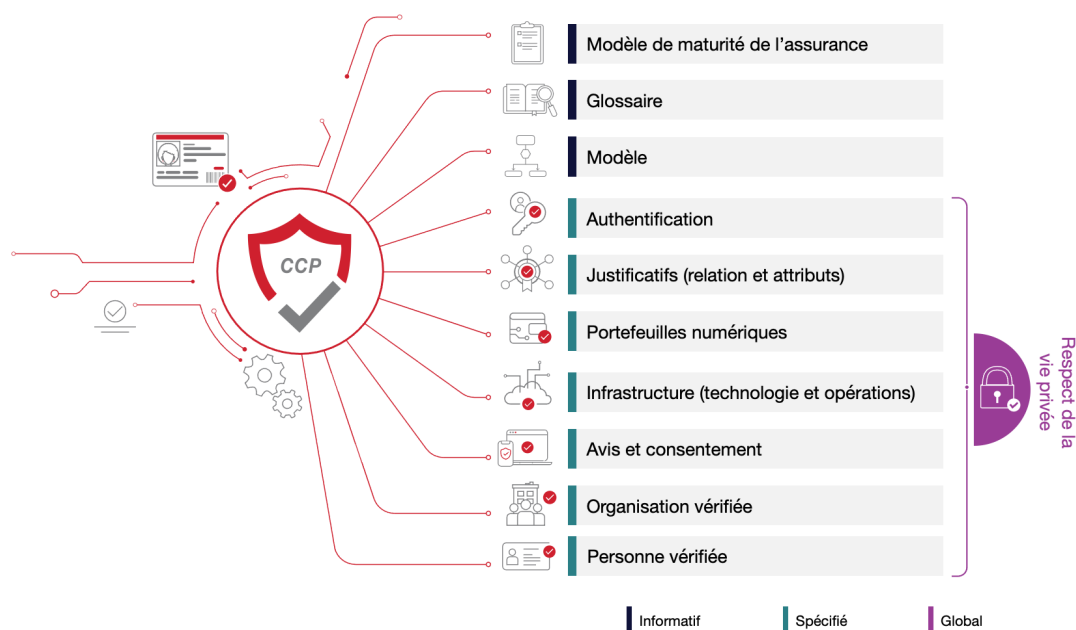 Modèle de maturité de l'assurance
Glossaire
Modèle
CCP
Authentification
Justificatifs (relation et attributs)
Portefeuilles numériques
Infrastructure (technologie et opérations)
Avis et consentement
Organisation vérifiée
Personne vérifiée
Respect de la
vie privée
Informatif
Spécifié
Global